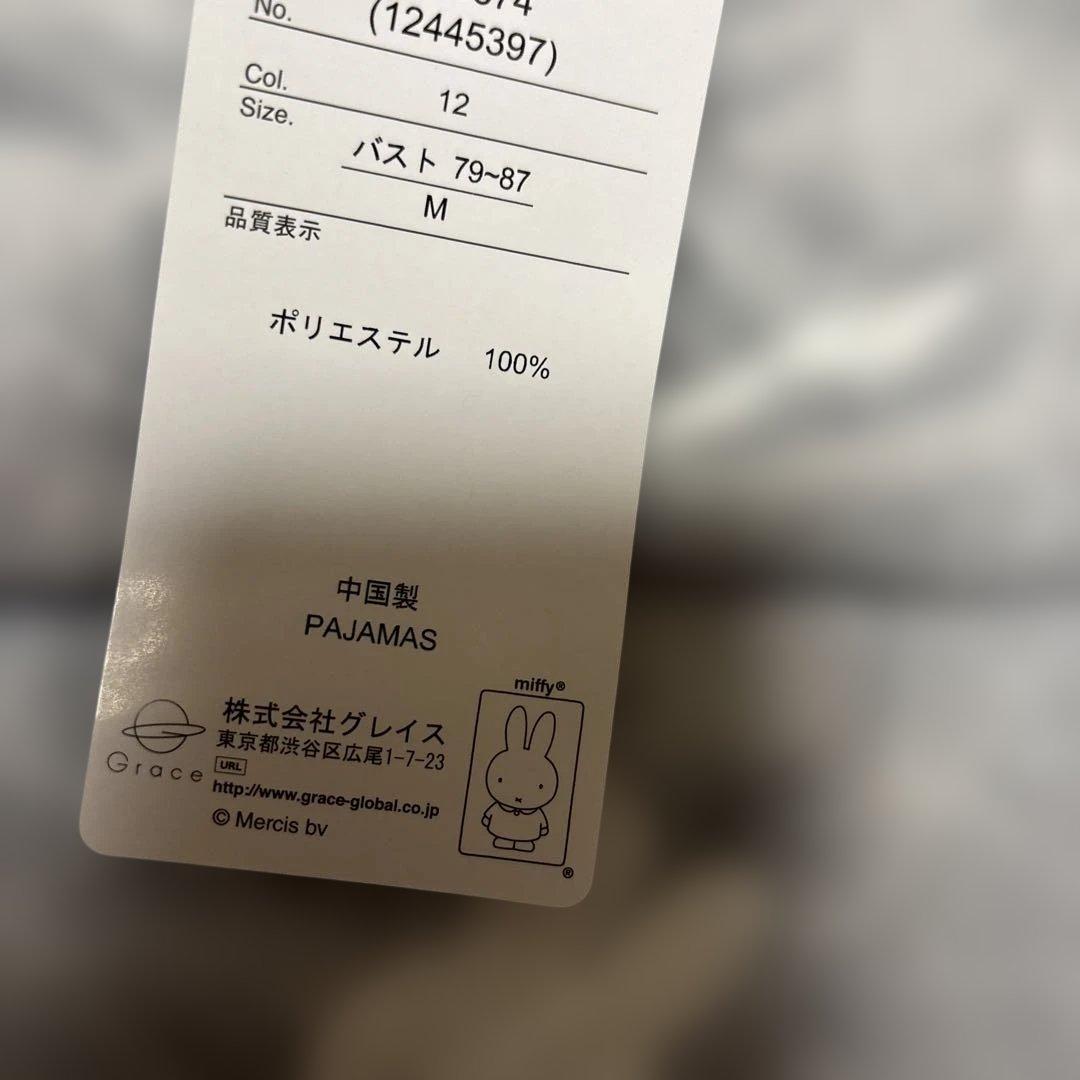 No.
(12445397)
Col.
12
Size.
バスト 79~87
M
品質表示
ポリエステル 100%
中国製
PAJAMAS
miffy®
Grace
株式会社グレイス
東京都渋谷区広尾1-7-23
URL
http://www.grace-global.co.jp
© Mercis bv
®